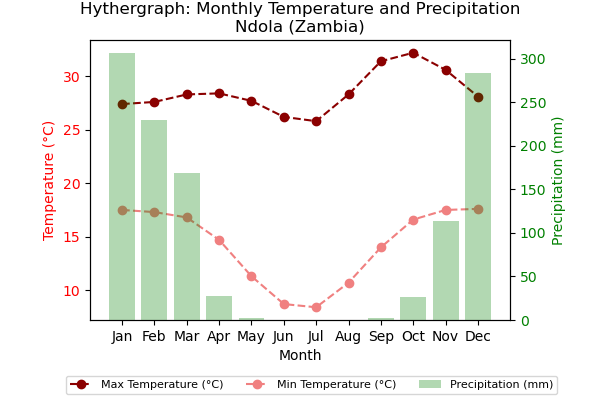 Hythergraph: Monthly Temperature and Precipitation
Ndola (Zambia)
30
25
20
15
10
Temperature (°C)
300
250
200
150
100
50
0
Precipitation (mm)
Jan Feb Mar Apr May Jun Jul Aug Sep Oct Nov Dec
Month
Max Temperature (°C) Min Temperature (°C) Precipitation (mm)